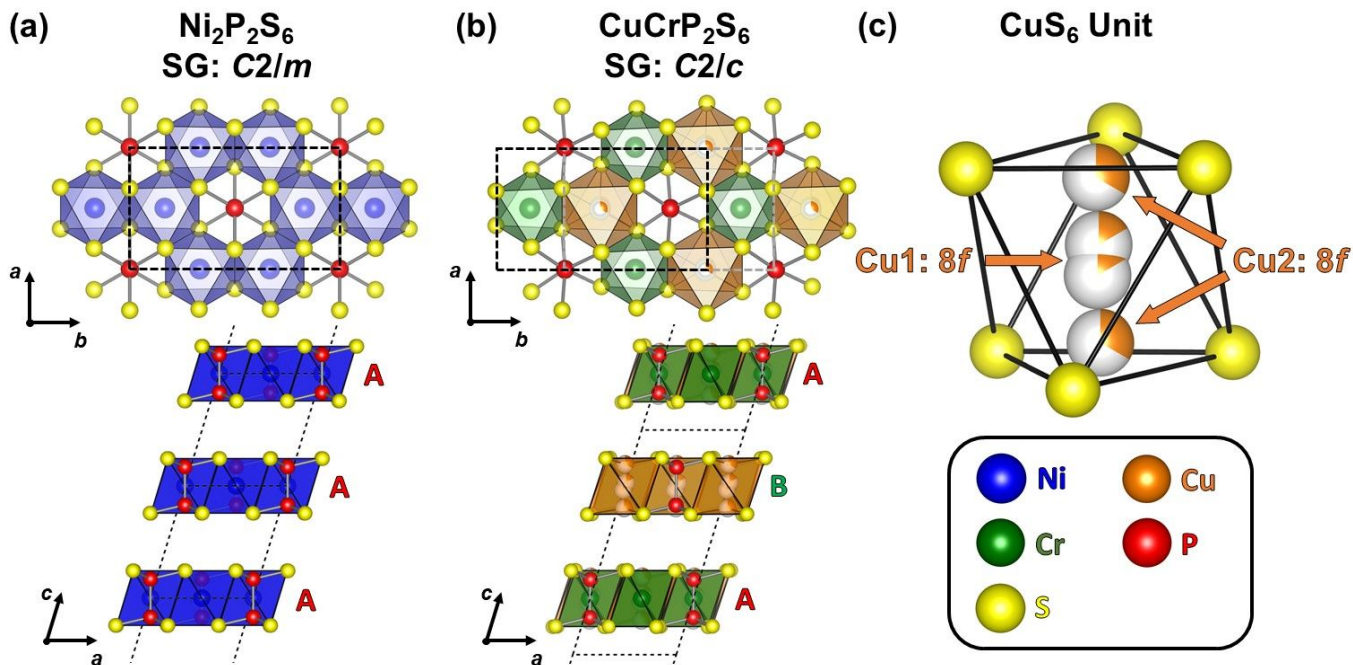 (a)
Ni2P2S6
SG: C2/m
a
b
A
A
A
c
a
(b)
CuCrP2S6
SG: C2/c
a
b
A
B
A
c
a
(c)
CuS6 Unit
Cu1: 8f
Cu2: 8f
Ni
Cu
Cr
P
S